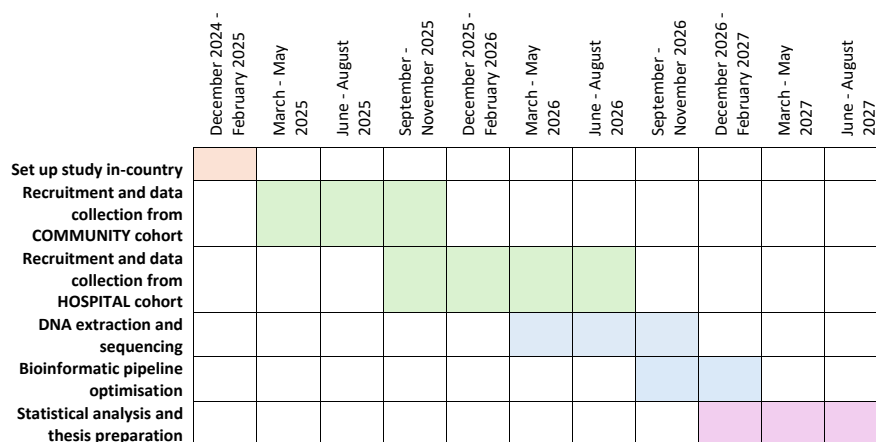 December 2024 -
February 2025
March - May
2025
June - August
2025
September -
November 2025
December 2025 -
February 2026
March - May
2026
June - August
2026
September -
November 2026
December 2026 -
February 2027
March - May
2027
June - August
2027
Set up study in-country
Recruitment and data
collection from
COMMUNITY cohort
Recruitment and data
collection from
HOSPITAL cohort
DNA extraction and
sequencing
Bioinformatic pipeline
optimisation
Statistical analysis and
thesis preparation